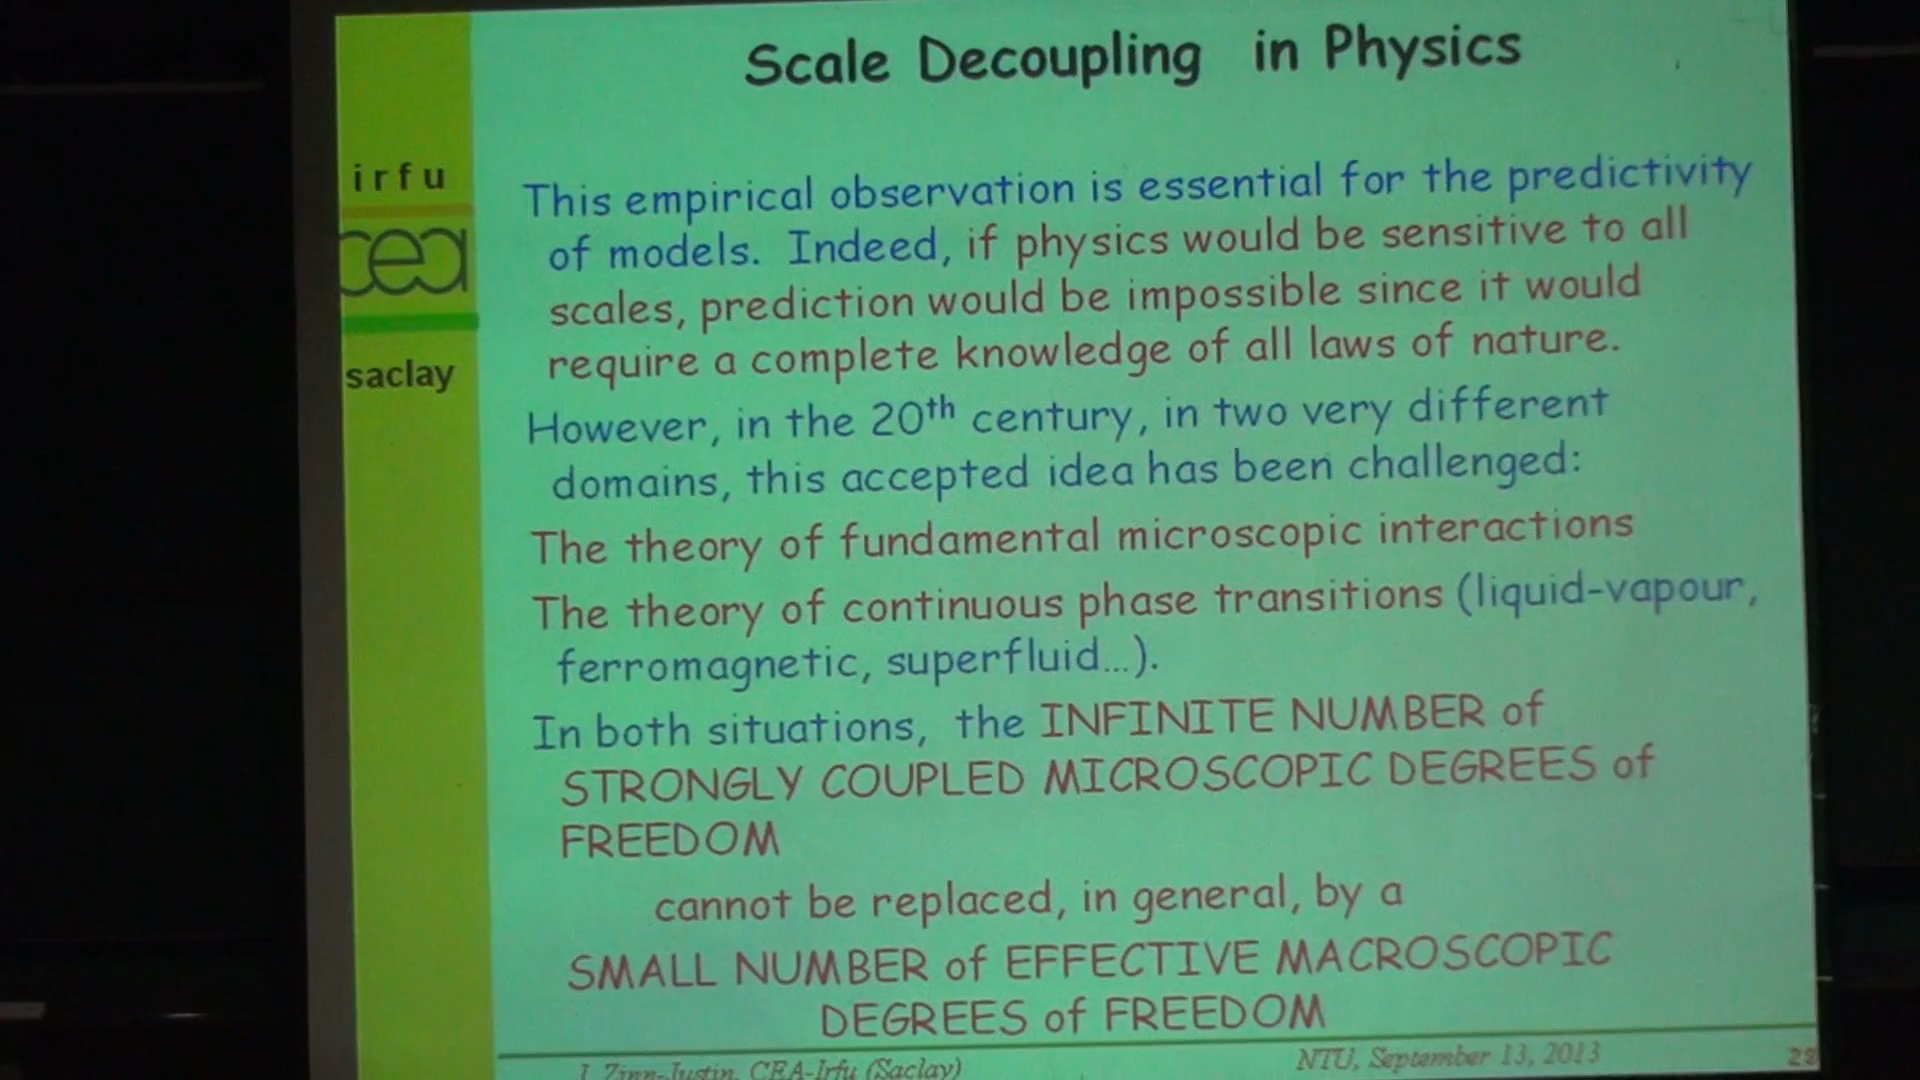 Scale Decoupling in Physics
irfu
cea
saclay
This empirical observation is essential for the predictivity
of models. Indeed, if physics would be sensitive to all
scales, prediction would be impossible since it would
require a complete knowledge of all laws of nature.
However, in the 20th century, in two very different
domains, this accepted idea has been challenged:
The theory of fundamental microscopic interactions
The theory of continuous phase transitions (liquid-vapour,
ferromagnetic, superfluid...).
In both situations, the INFINITE NUMBER of
STRONGLY COUPLED MICROSCOPIC DEGREES of
FREEDOM
cannot be replaced, in general, by a
SMALL NUMBER of EFFECTIVE MACROSCOPIC
DEGREES of FREEDOM
J. Zinn-Justin, CEA-Irfu (Saclay)
NTU, September 13, 2013